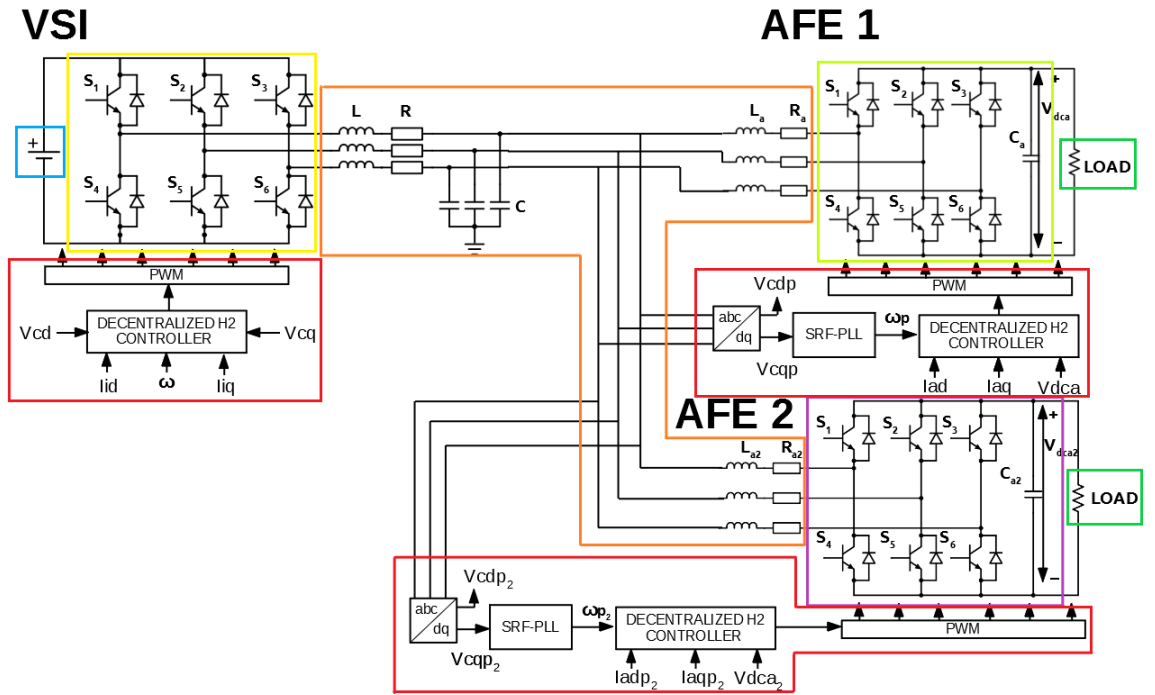 VSI
AFE 1
S1 S2 S3
S4 S5 S6
+
L R
C
La Ra
S1 S2 S3
S4 S5 S6
Ca
+
Vdca
−
LOAD
PWM
DECENTRALIZED H2
CONTROLLER
Vcd
Vcq
Iid ω Iiq
PWM
Vcdp
abc
dq
Vcqp
SRF-PLL
ωp
DECENTRALIZED H2
CONTROLLER
Iad Iaq Vdca
AFE 2
La2 Ra2
S1 S2 S3
S4 S5 S6
Ca2
+
Vdca2
−
LOAD
Vcdp2
abc
dq
Vcqp2
SRF-PLL
ωp2
DECENTRALIZED H2
CONTROLLER
Iadp2 Iaqp2 Vdca2
PWM